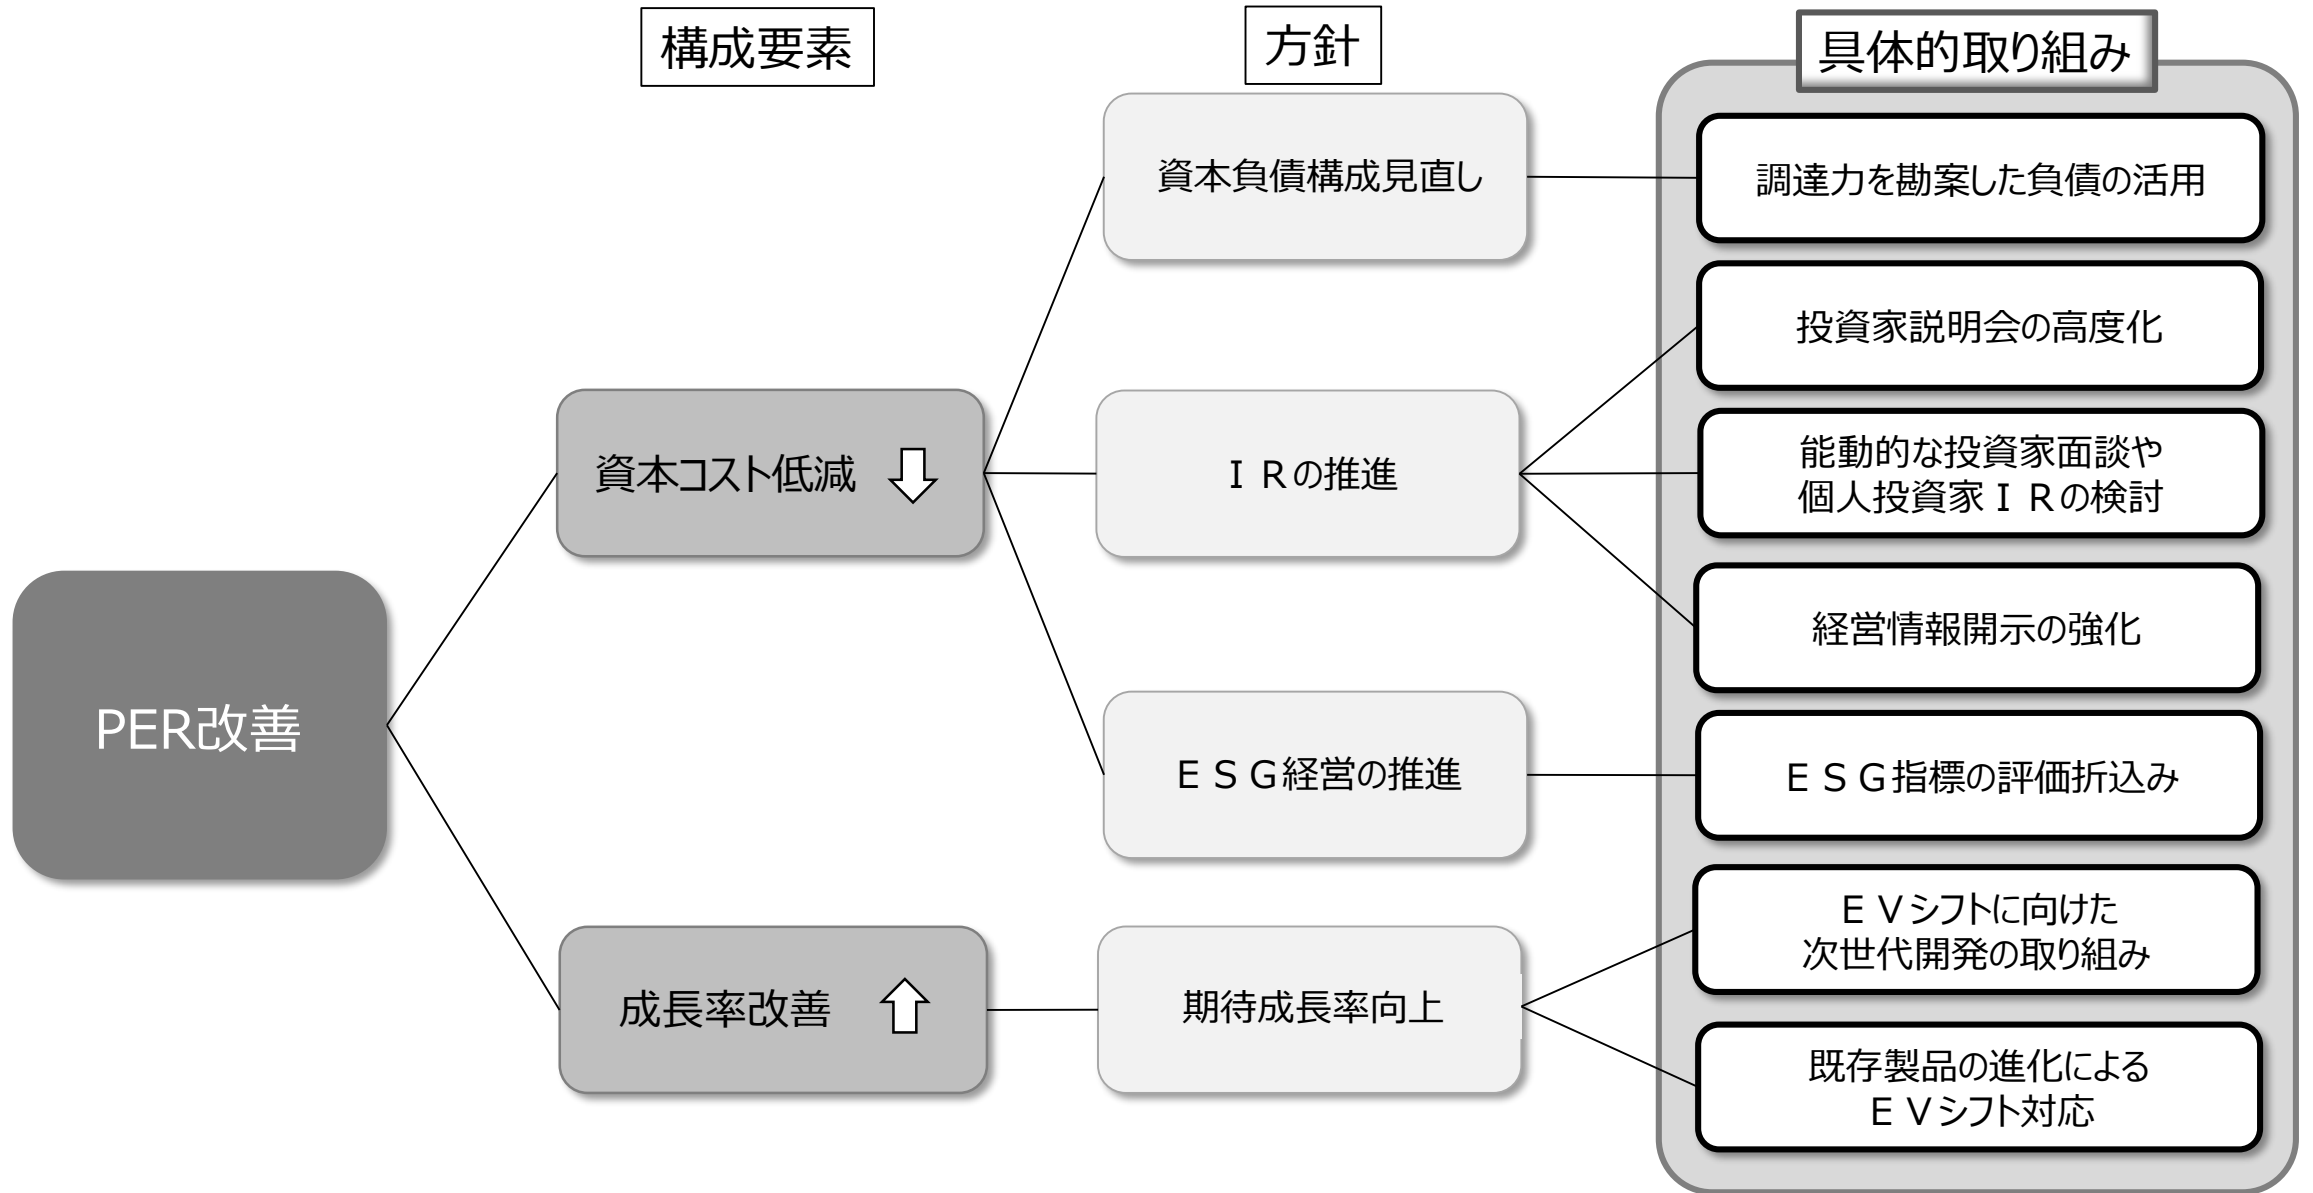 構成要素
方針
具体的取り組み
資本負債構成見直し
調達力を勘案した負債の活用
投資家説明会の高度化
資本コスト低減
ＩＲの推進
能動的な投資家面談や
個人投資家ＩＲの検討
経営情報開示の強化
PER改善
ＥＳＧ経営の推進
ＥＳＧ指標の評価折込み
ＥＶシフトに向けた
次世代開発の取り組み
成長率改善
期待成長率向上
既存製品の進化による
ＥＶシフト対応